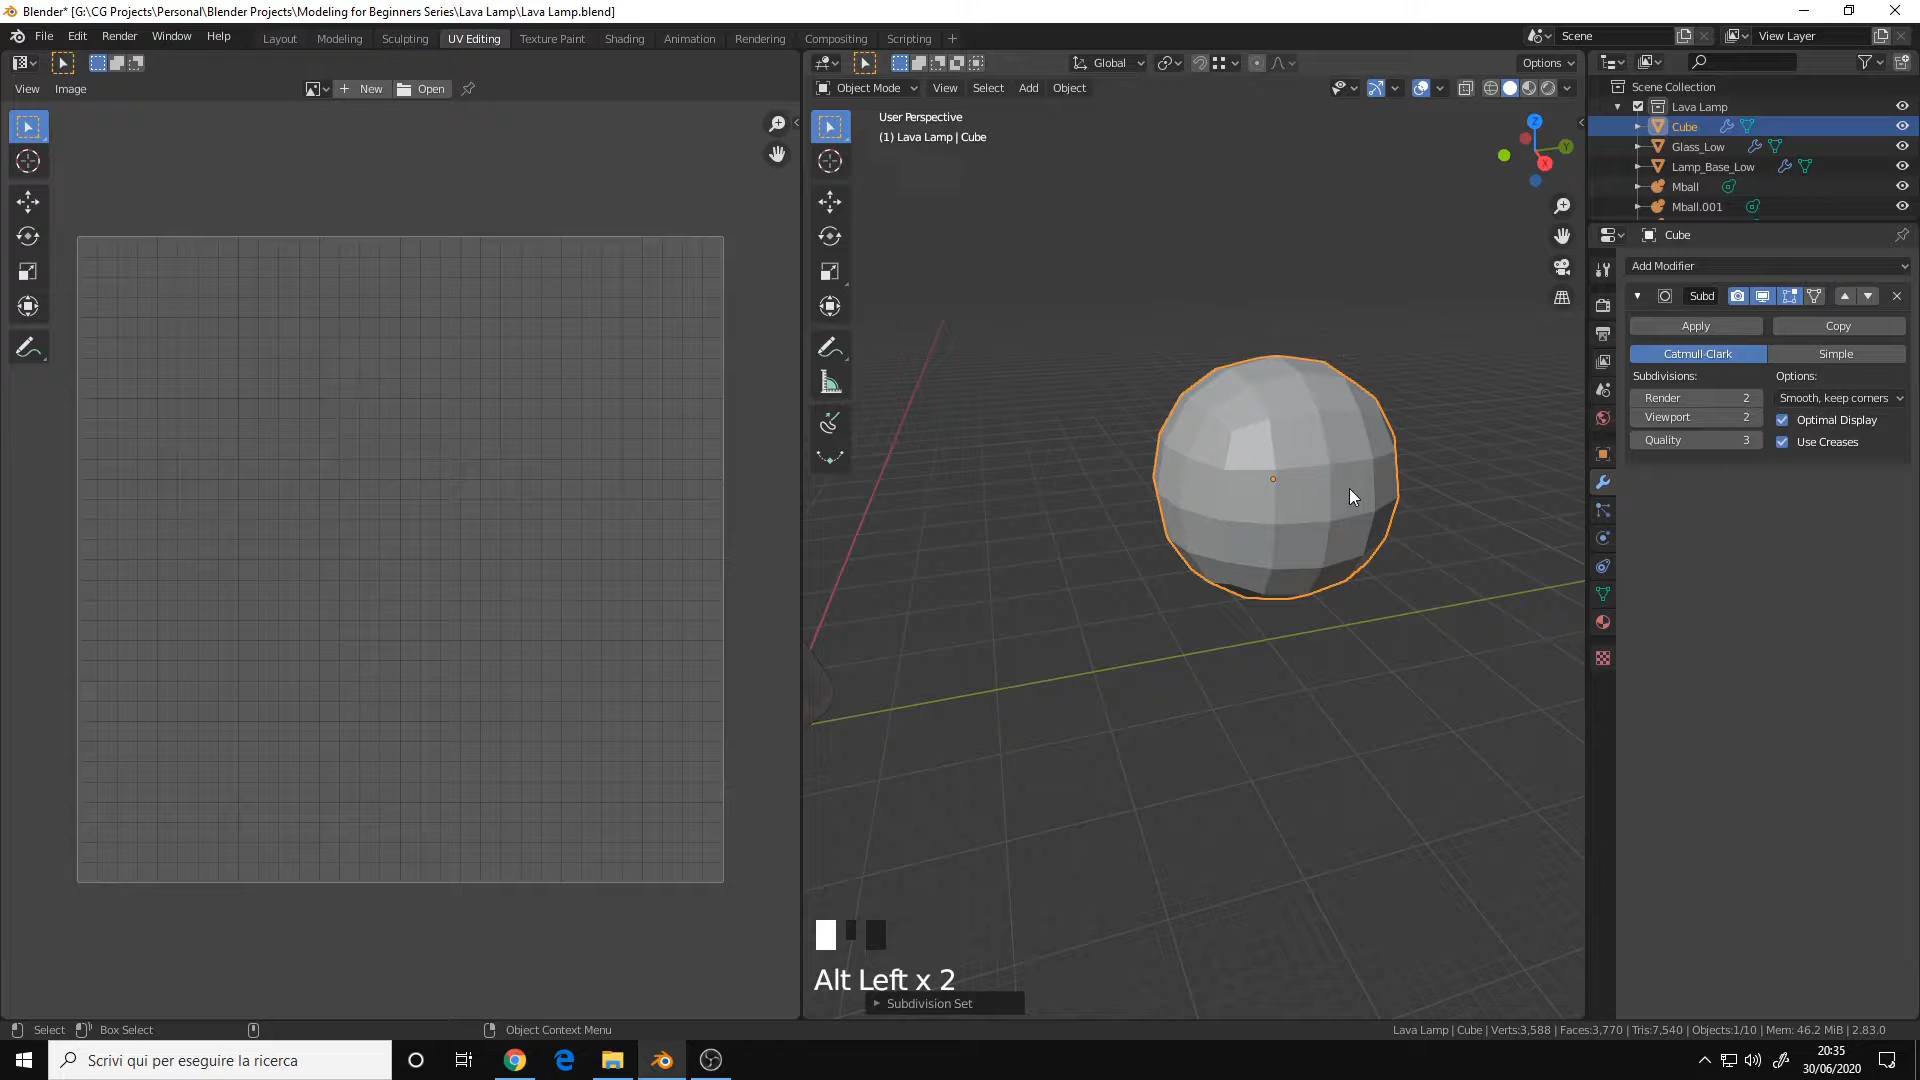 Blender* [G:\CG Projects\Personal\Blender Projects\Modeling for Beginners Series\Lava Lamp\Lava Lamp.blend]
File Edit Render Window Help Layout Modeling Sculpting UV Editing Texture Paint Shading Animation Rendering Compositing Scripting + Scene View Layer
Global Options
View Image New Open Object Mode View Select Add Object
Scene Collection
Lava Lamp
Cube
Glass_Low
Lamp_Base_Low
Mball
Mball.001
User Perspective
(1) Lava Lamp | Cube
Z
Y
X
Cube
Add Modifier
Subd
Apply Copy
Catmull-Clark Simple
Subdivisions: Options:
Render 2 Smooth, keep corners
Viewport 2 Optimal Display
Quality 3 Use Creases
Alt Left x 2
Subdivision Set
Select Box Select Object Context Menu Lava Lamp | Cube | Verts:3,588 | Faces:3,770 | Tris:7,540 | Objects:1/10 | Mem: 46.2 MiB | 2.83.0
Scrivi qui per eseguire la ricerca
20:35
30/06/2020